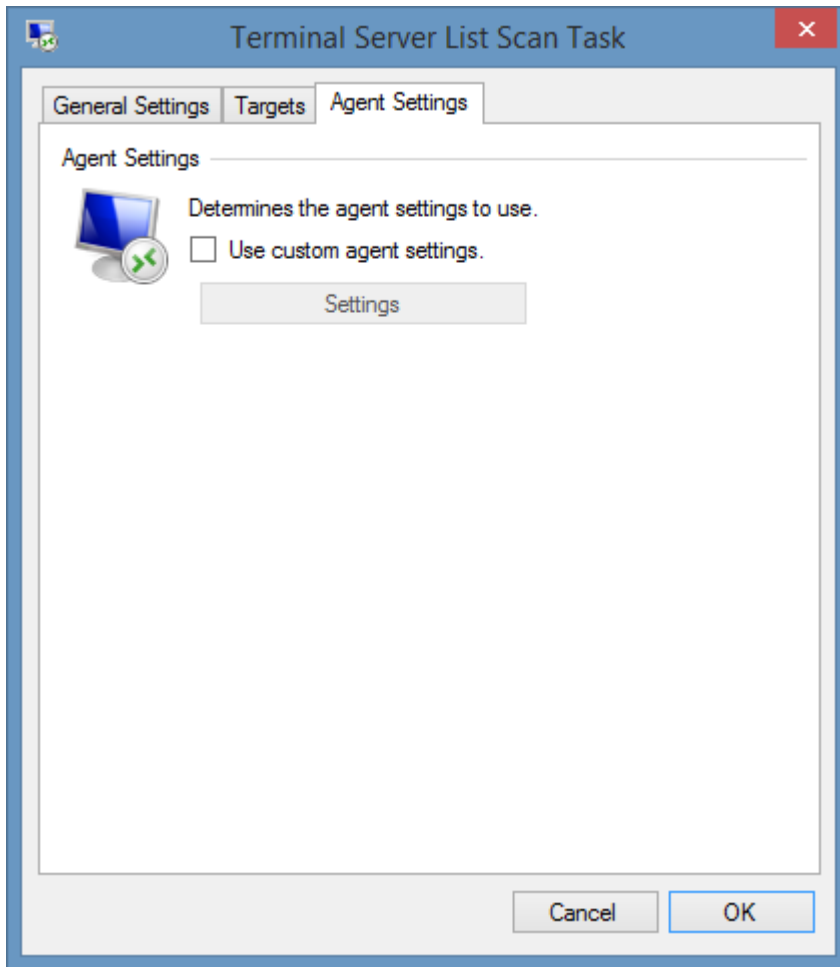 Terminal Server List Scan Task
General Settings Targets Agent Settings
Agent Settings
Determines the agent settings to use.
Use custom agent settings.
Settings
Cancel OK